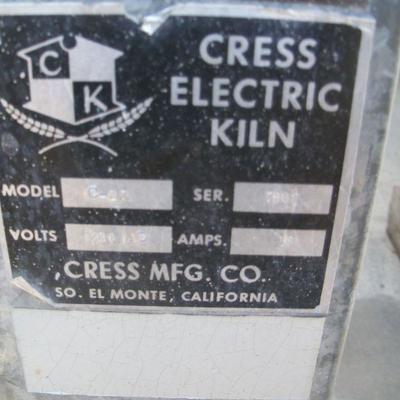 C
K
CRESS
ELECTRIC
KILN
MODEL SER.
VOLTS AMPS.
CRESS MFG. CO.
SO. EL MONTE, CALIFORNIA